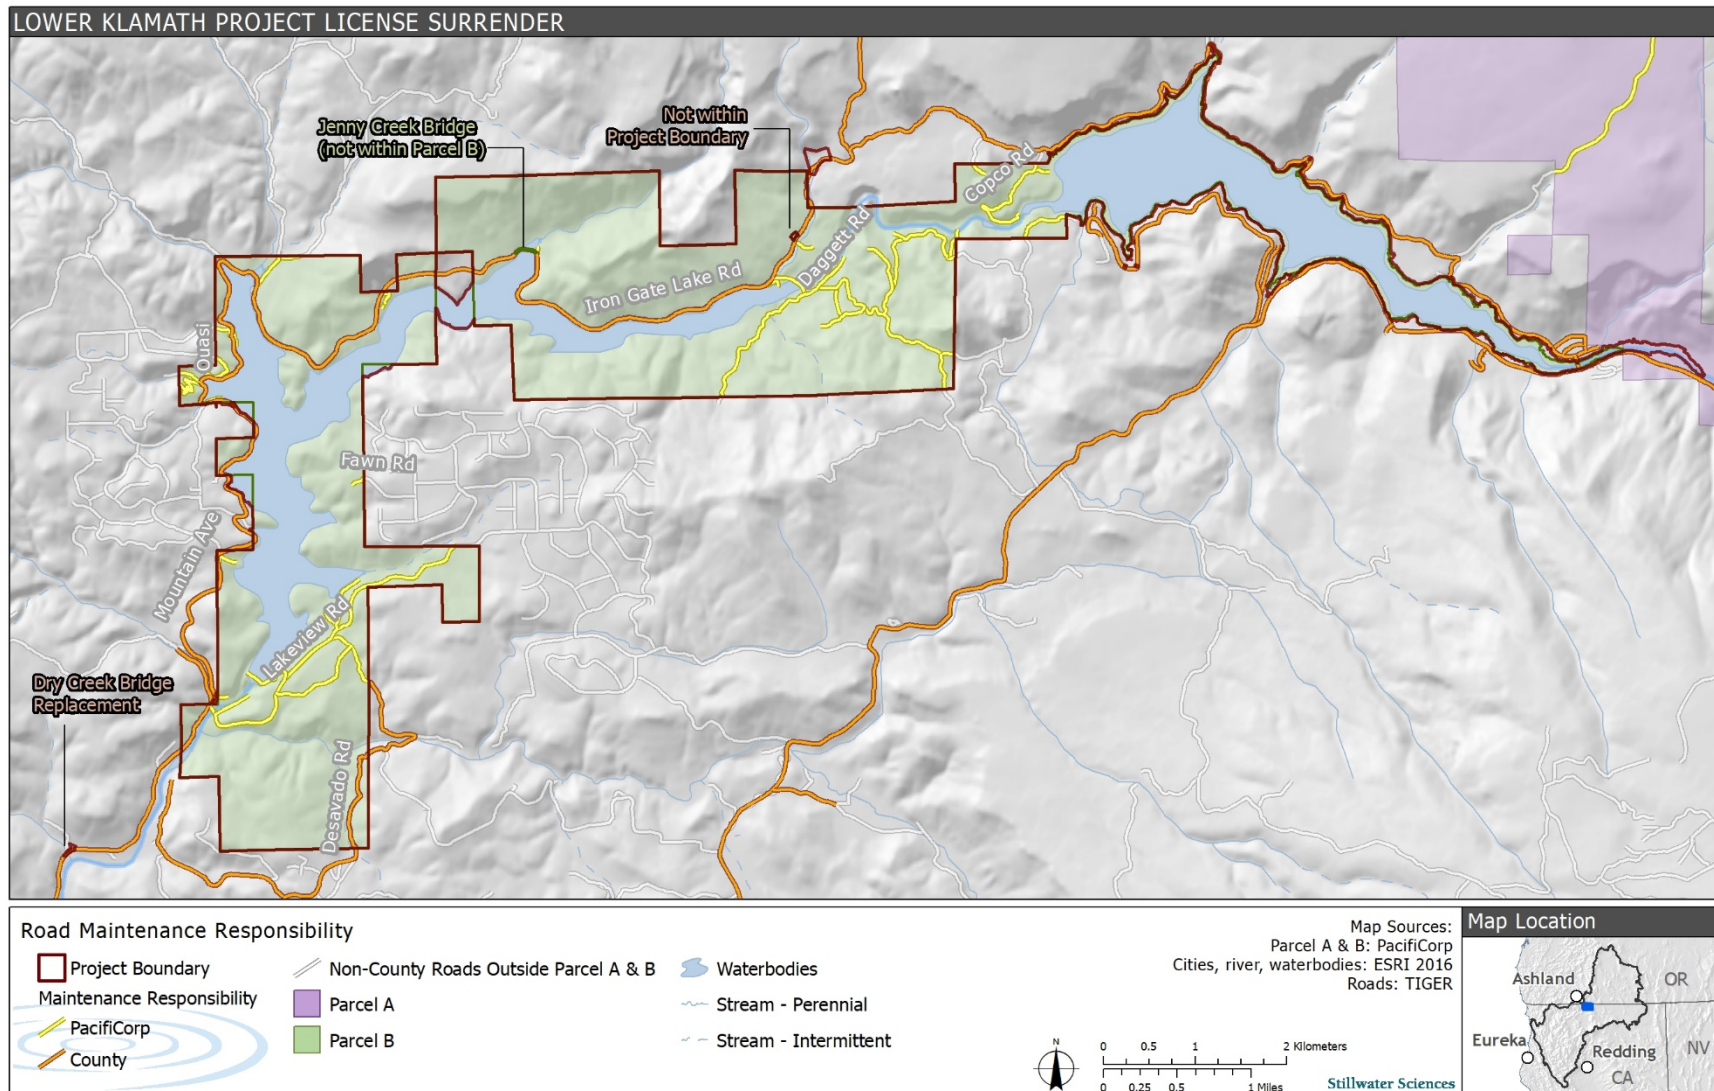 LOWER KLAMATH PROJECT LICENSE SURRENDER
Jenny Creek Bridge
(not within Parcel B)
Not within
Project Boundary
Copco Rd
Daggett Rd
Iron Gate Lake Rd
Quasi
Fawn Rd
Mountain Ave
Lakeview Rd
Dry Creek Bridge
Replacement
Desavado Rd
Road Maintenance Responsibility
Project Boundary
Maintenance Responsibility
PacifiCorp
County
Non-County Roads Outside Parcel A & B
Parcel A
Parcel B
Waterbodies
Stream - Perennial
Stream - Intermittent
Map Sources:
Parcel A & B: PacifiCorp
Cities, river, waterbodies: ESRI 2016
Roads: TIGER
N
0 0.5 1 2 Kilometers
0 0.25 0.5 1 Miles
Stillwater Sciences
Map Location
Ashland
OR
Eureka
Redding
NV
CA